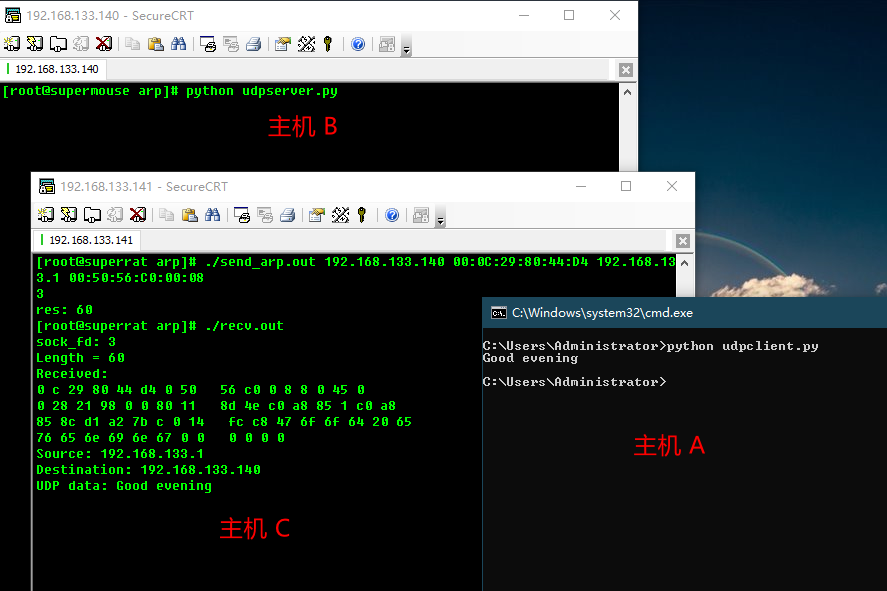 192.168.133.140 - SecureCRT
192.168.133.140
[root@supermouse arp]# python udpserver.py
主机 B
192.168.133.141 - SecureCRT
192.168.133.141
[root@superrat arp]# ./send_arp.out 192.168.133.140 00:0C:29:80:44:D4 192.168.13
3.1 00:50:56:C0:00:08
3
res: 60
[root@superrat arp]# ./recv.out
sock_fd: 3
Length = 60
Received:
0 c 29 80 44 d4 0 50   56 c0 0 8 8 0 45 0
0 28 21 98 0 0 80 11   8d 4e c0 a8 85 1 c0 a8
85 8c d1 a2 7b c 0 14   fc c8 47 6f 6f 64 20 65
76 65 6e 69 6e 67 0 0   0 0 0 0
Source: 192.168.133.1
Destination: 192.168.133.140
UDP data: Good evening
主机 C
C:\Windows\system32\cmd.exe
C:\Users\Administrator>python udpclient.py
Good evening
C:\Users\Administrator>
主机 A